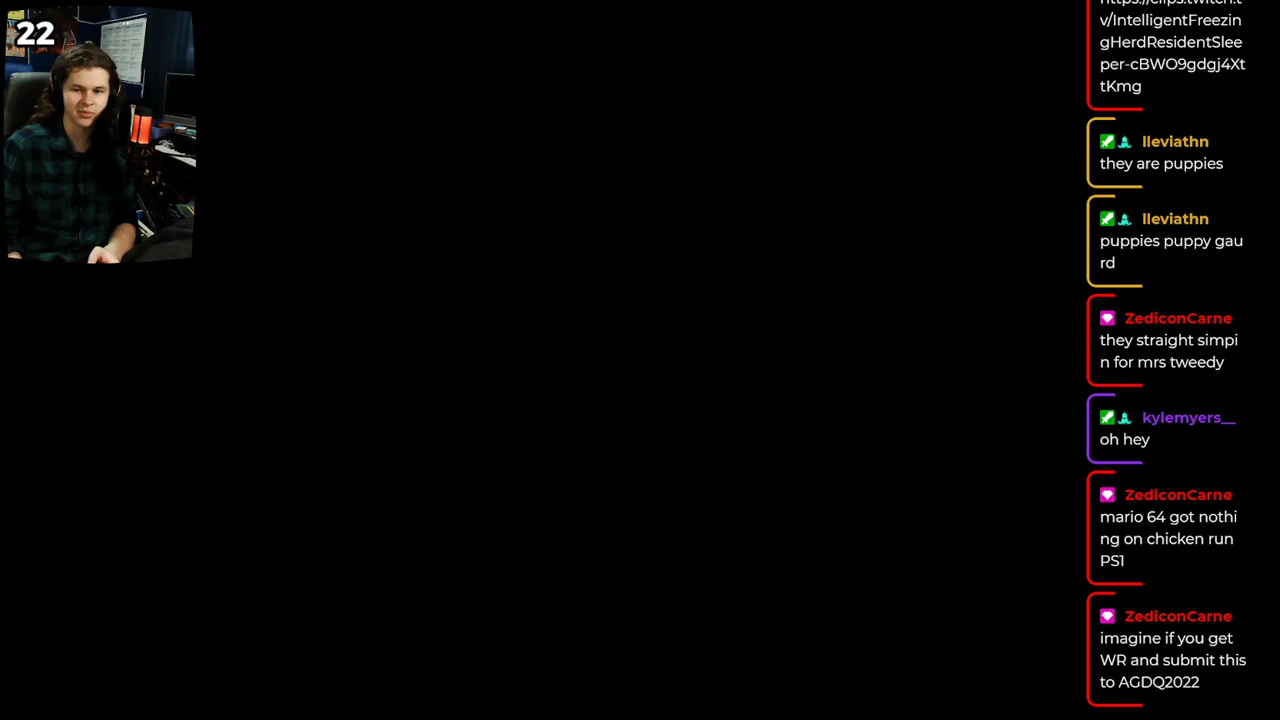 22
v/IntelligentFreezin
gHerdResidentSlee
per-cBWO9gdgj4Xt
tKmg
lleviathn
they are puppies
lleviathn
puppies puppy gau
rd
ZediconCarne
they straight simpi
n for mrs tweedy
kylemyers__
oh hey
ZediconCarne
mario 64 got nothi
ng on chicken run
PS1
ZediconCarne
imagine if you get
WR and submit this
to AGDQ2022